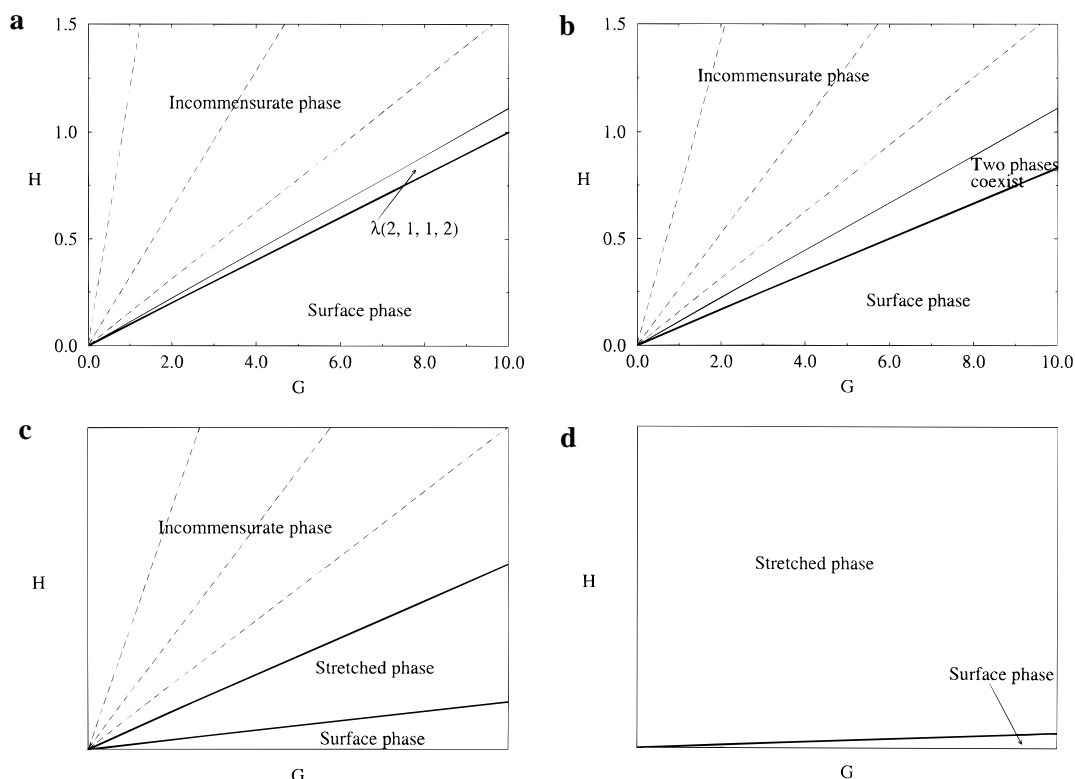 a
1.5
1.0
H
0.5
0.0
Incommensurate phase
λ(2, 1, 1, 2)
Surface phase
0.0 2.0 4.0 6.0 8.0 10.0
G
b
1.5
1.0
H
0.5
0.0
Incommensurate phase
Two phases
coexist
Surface phase
0.0 2.0 4.0 6.0 8.0 10.0
G
c
Incommensurate phase
H
Stretched phase
Surface phase
G
d
Stretched phase
H
Surface phase
G